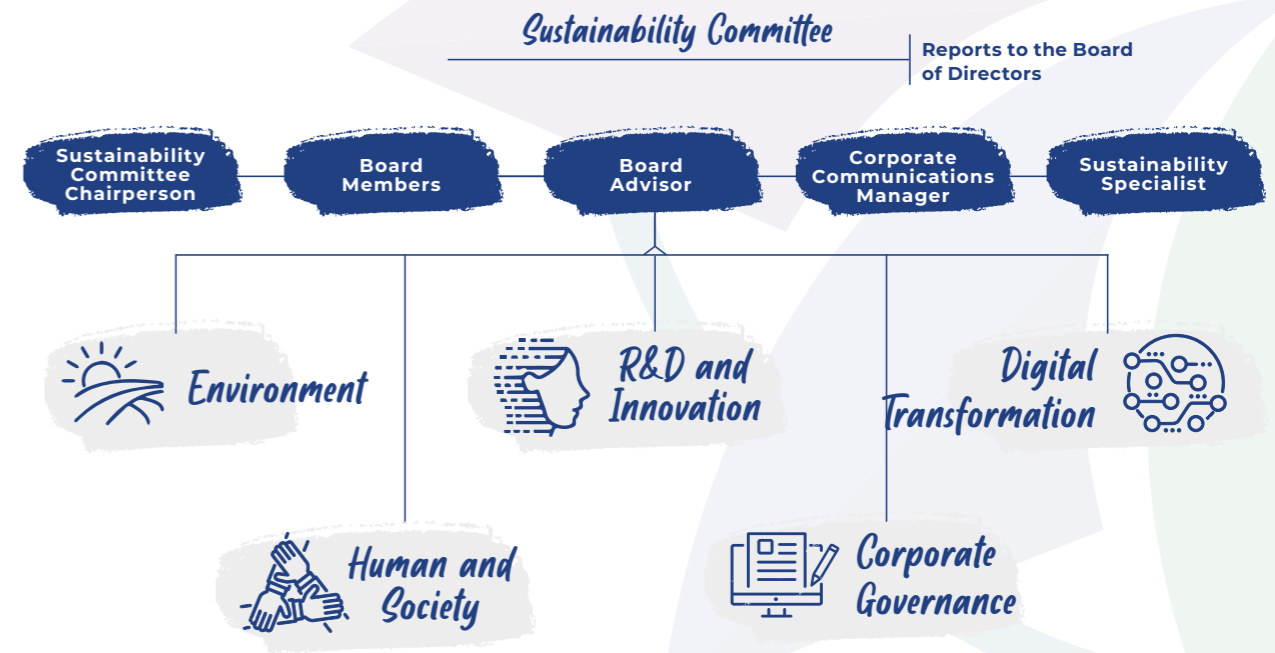 Sustainability Committee
Reports to the Board
of Directors
Sustainability
Committee
Chairperson
Board
Members
Board
Advisor
Corporate
Communications
Manager
Sustainability
Specialist
Environment
R&D and
Innovation
Digital
Transformation
Human and
Society
Corporate
Governance